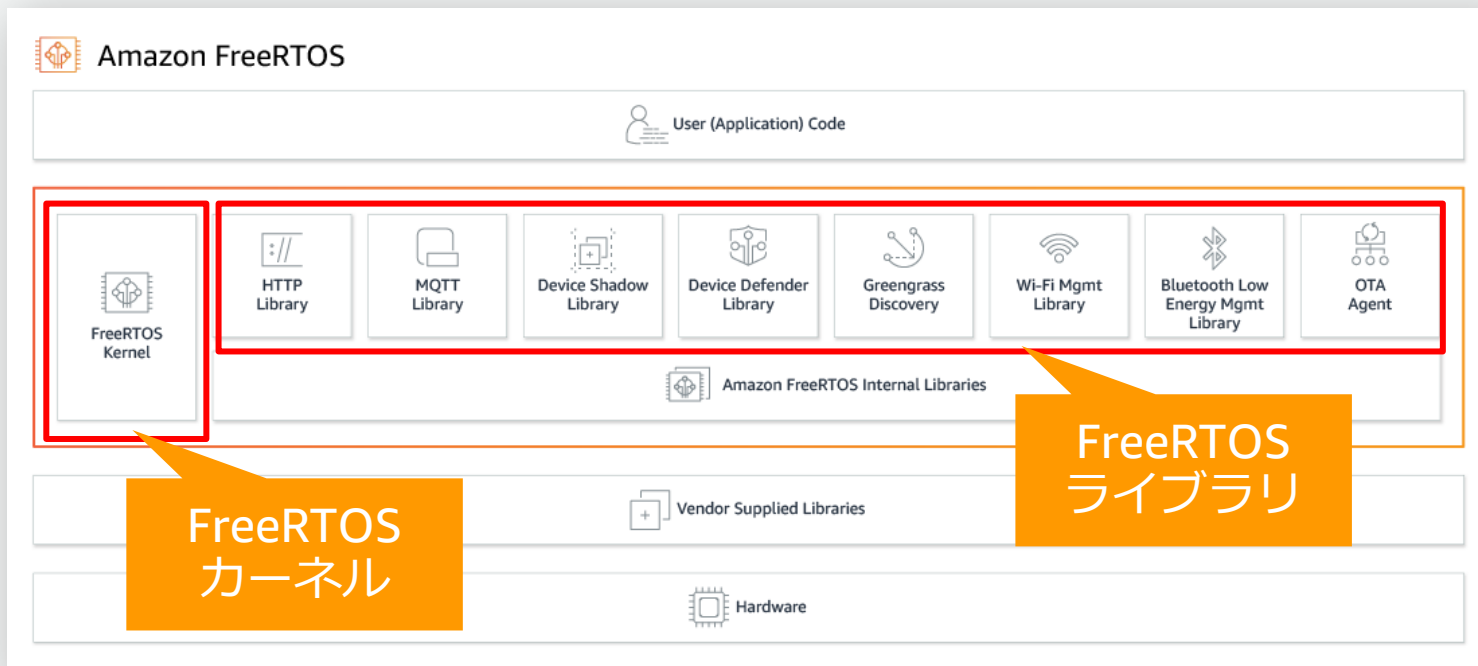 Amazon FreeRTOS
User (Application) Code
FreeRTOS
Kernel
HTTP
Library
MQTT
Library
Device Shadow
Library
Device Defender
Library
Greengrass
Discovery
Wi-Fi Mgmt
Library
Bluetooth Low
Energy Mgmt
Library
OTA
Agent
Amazon FreeRTOS Internal Libraries
FreeRTOS
ライブラリ
Vendor Supplied Libraries
FreeRTOS
カーネル
Hardware